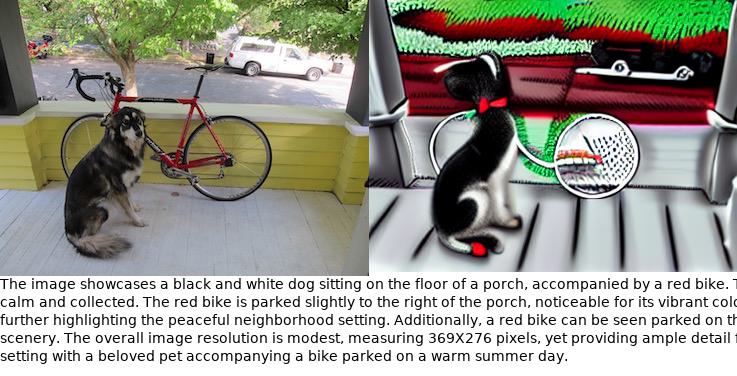 The image showcases a black and white dog sitting on the floor of a porch, accompanied by a red bike.
calm and collected. The red bike is parked slightly to the right of the porch, noticeable for its vibrant
further highlighting the peaceful neighborhood setting. Additionally, a red bike can be seen parked on
scenery. The overall image resolution is modest, measuring 369X276 pixels, yet providing ample detail
setting with a beloved pet accompanying a bike parked on a warm summer day.